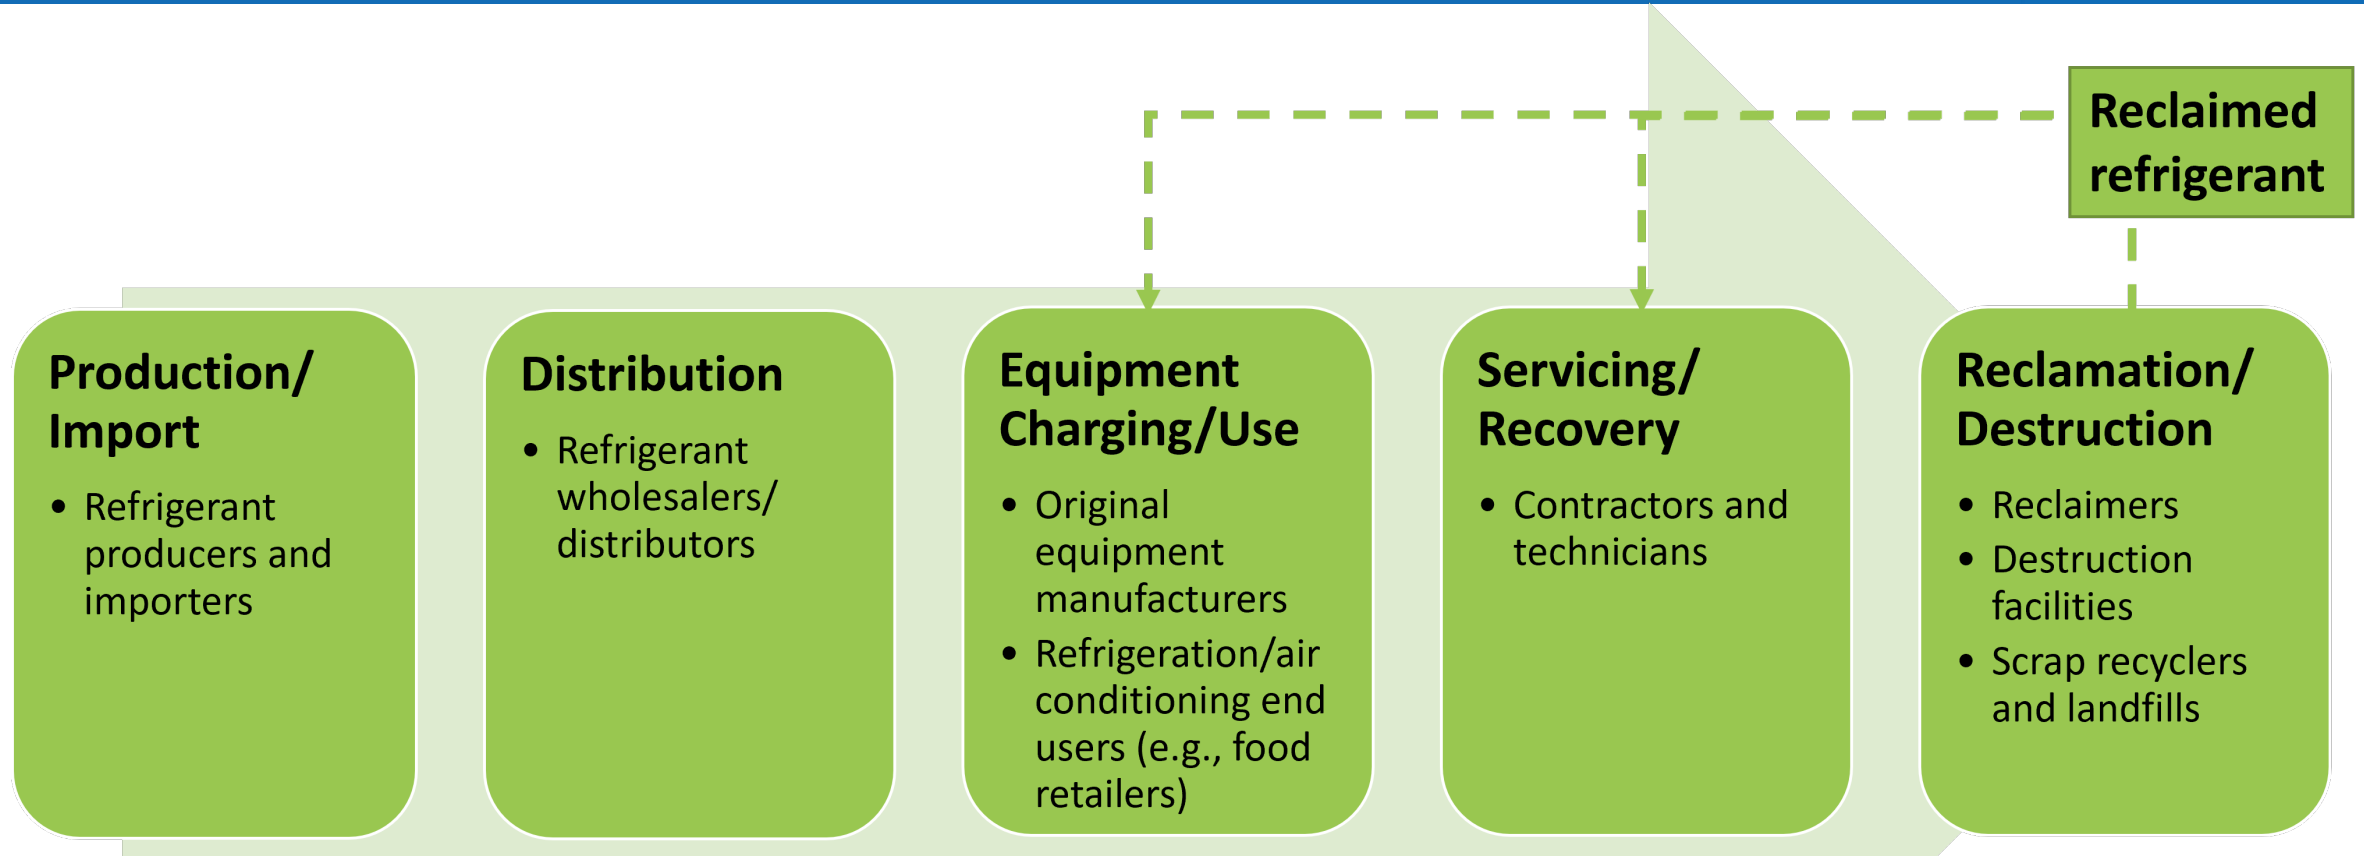 Reclaimed
refrigerant
Production/
Import
• Refrigerant
producers and
importers
Distribution
• Refrigerant
wholesalers/
distributors
Equipment
Charging/Use
• Original
equipment
manufacturers
• Refrigeration/air
conditioning end
users (e.g., food
retailers)
Servicing/
Recovery
• Contractors and
technicians
Reclamation/
Destruction
• Reclaimers
• Destruction
facilities
• Scrap recyclers
and landfills